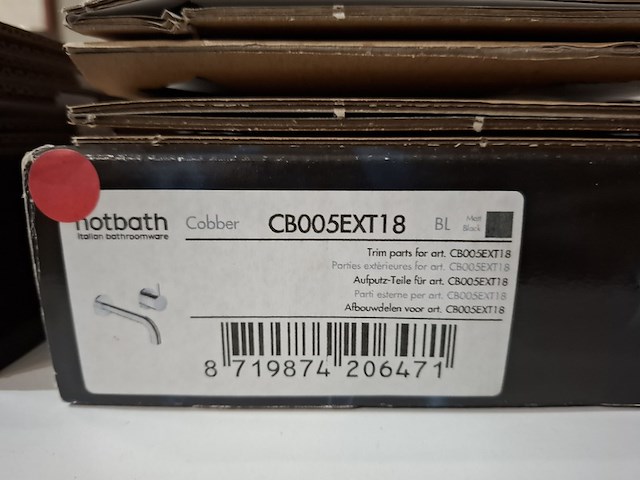 hotbath
italian bathroomware
Cobber CB005EXT18 BL Matt Black
Trim parts for art. CB005EXT18
Parties extérieures for art. CB005EXT18
Aufputz-Teile für art. CB005EXT18
Parti esterne per art. CB005EXT18
Afbouwdelen voor art. CB005EXT18
8 719874 206471